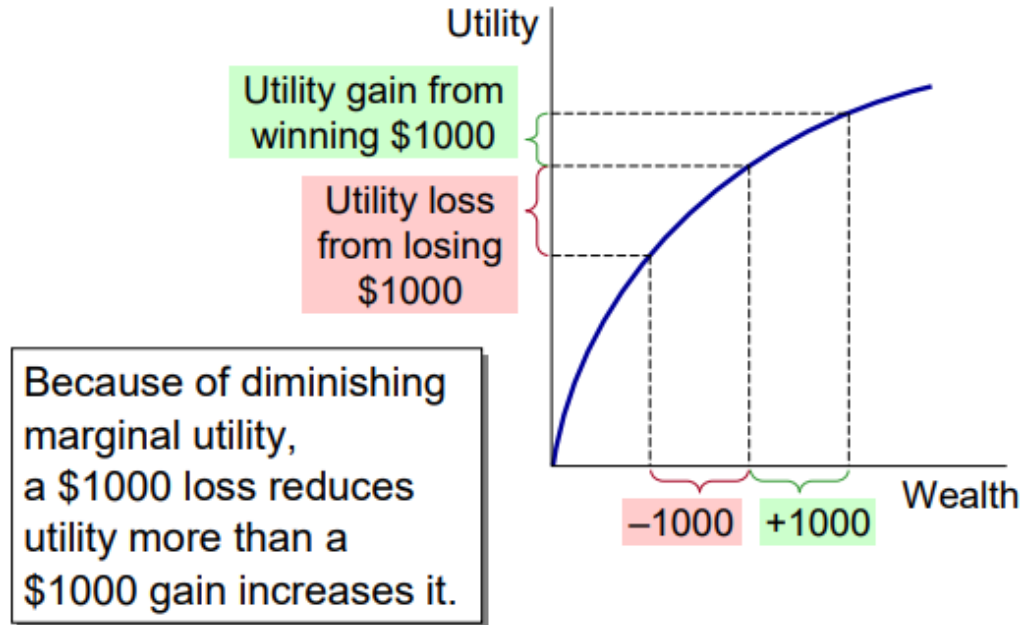 Utility
Utility gain from
winning $1000
Utility loss
from losing
$1000
Because of diminishing
marginal utility,
a $1000 loss reduces
utility more than a
$1000 gain increases it.
Wealth
–1000
+1000